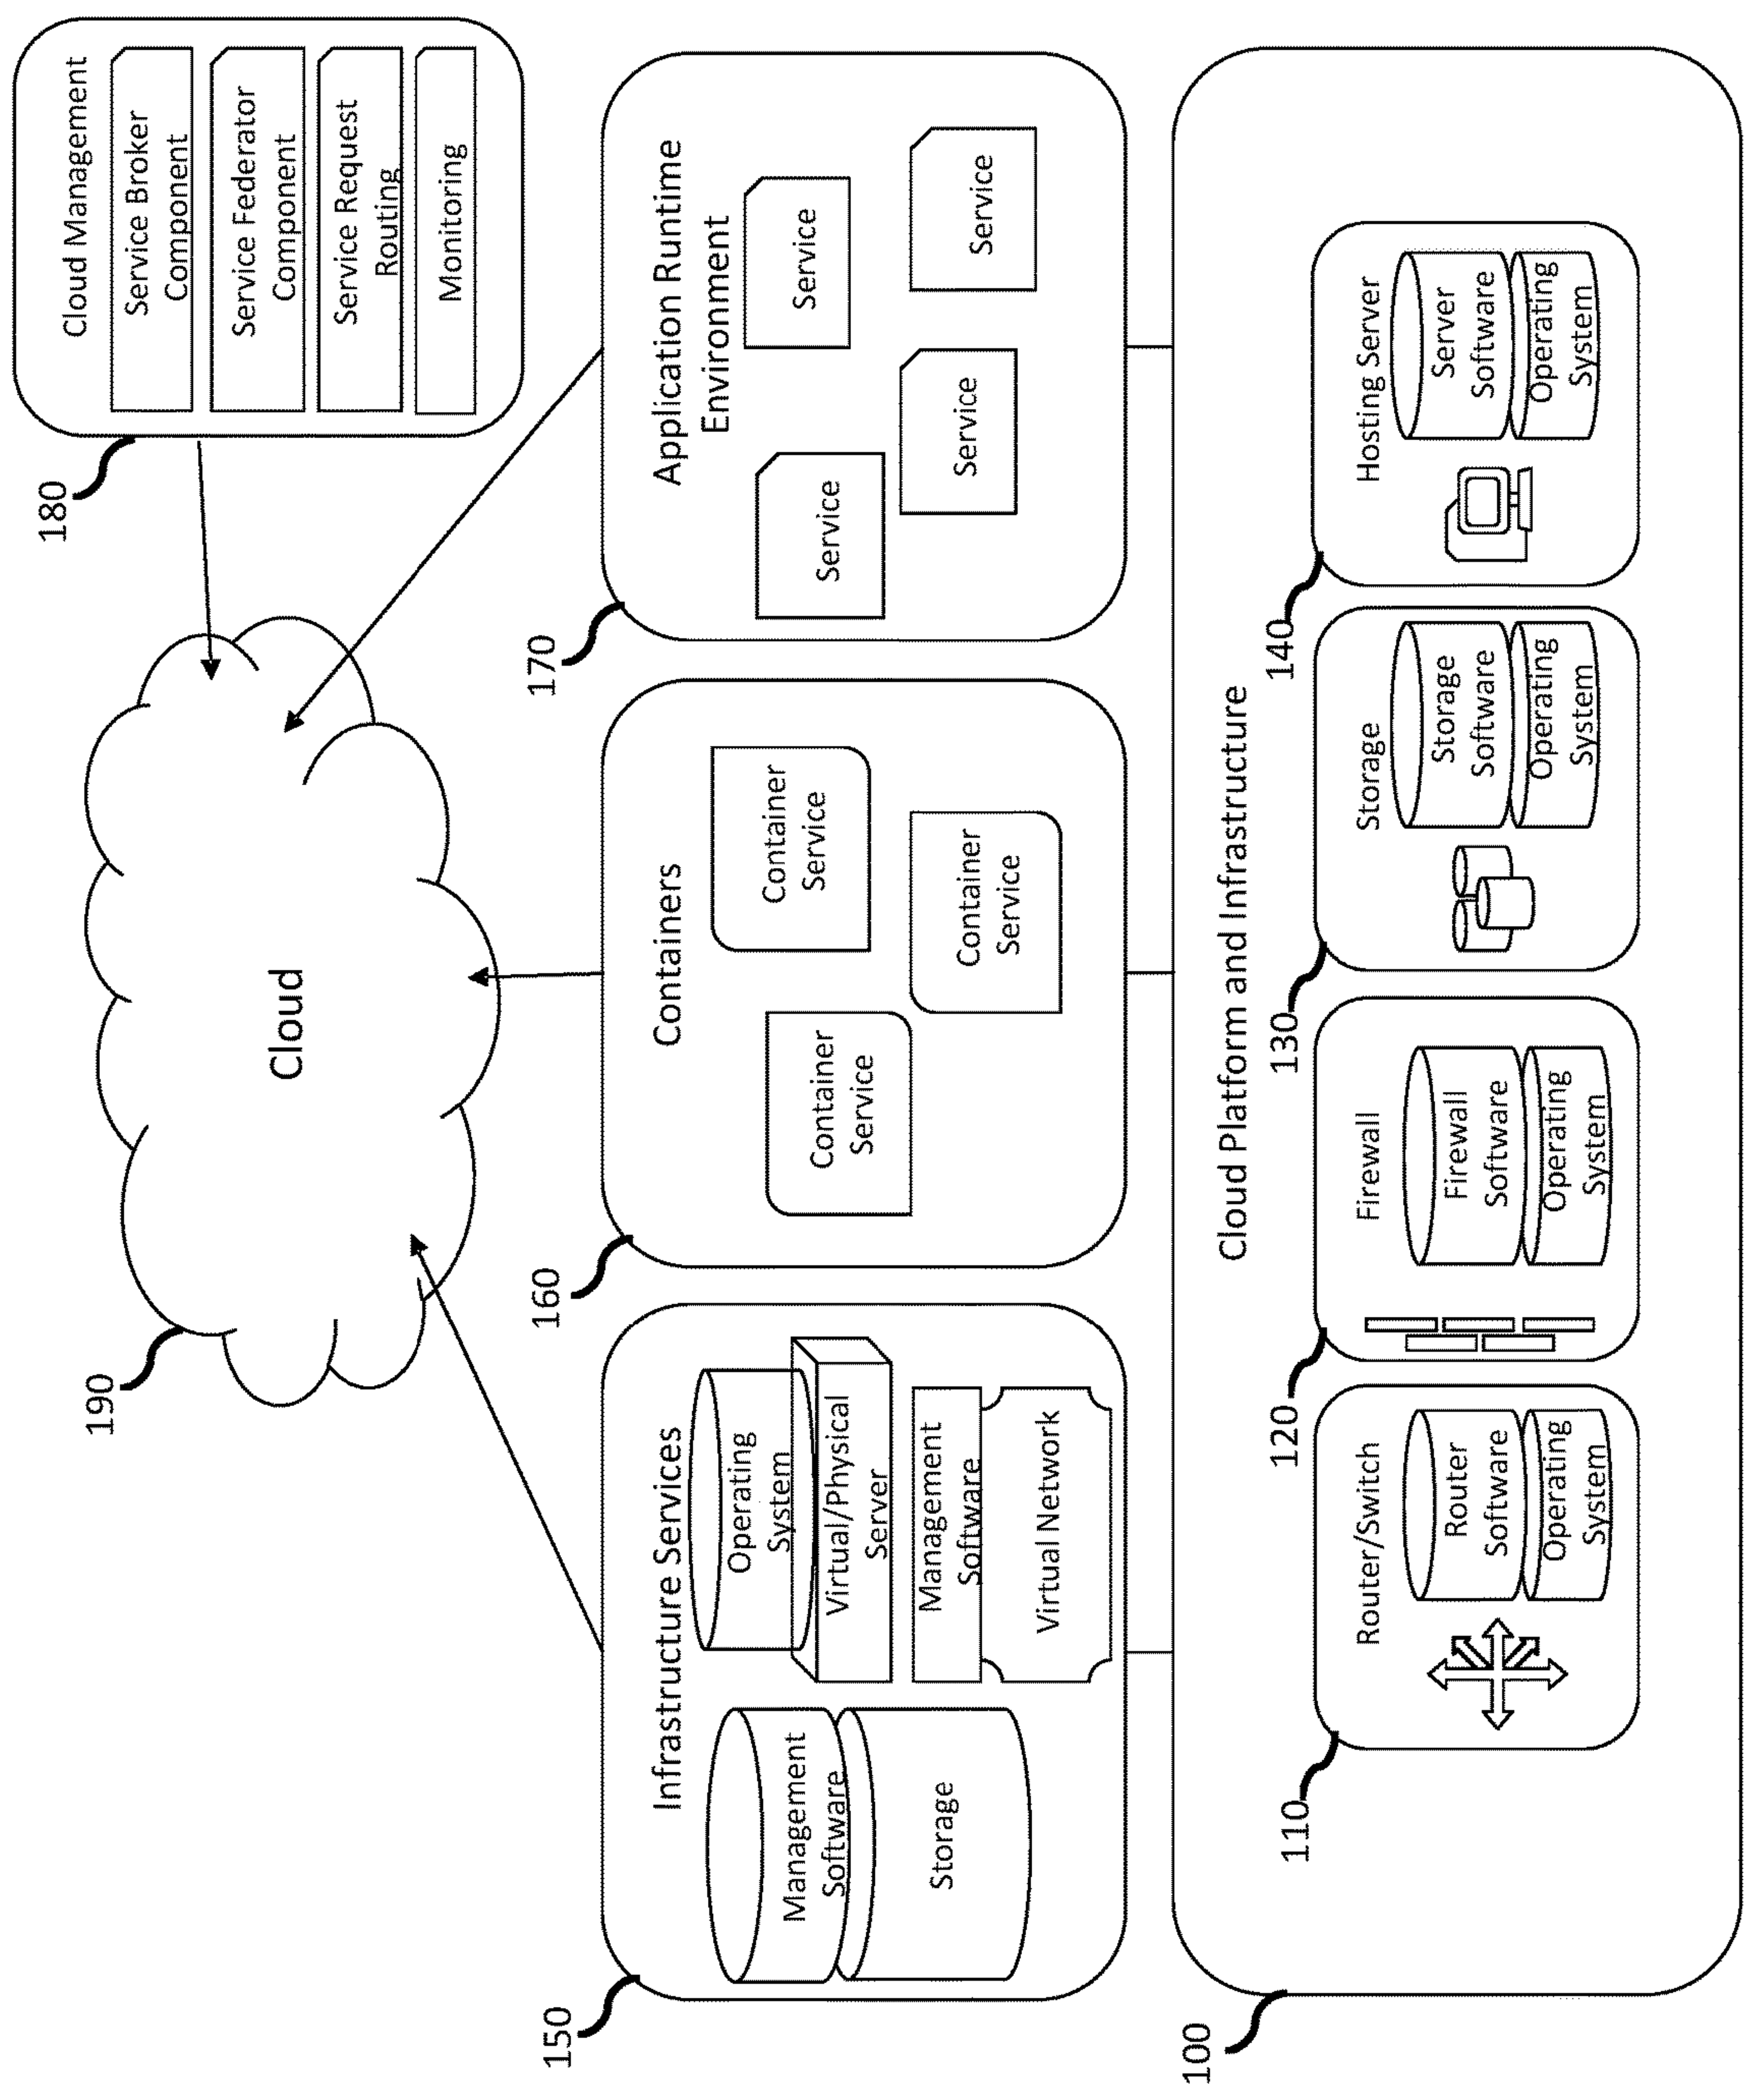 Cloud Management
Service Broker
Component
Service Federator
Component
Service Request
Routing
Monitoring
180
Cloud
190
Infrastructure Services
Management
Software
Storage
Operating
System
Virtual/Physical
Server
Management
Software
Virtual Network
150
Containers
Container
Service
Container
Service
Container
Service
160
Application Runtime
Environment
Service
Service
Service
Service
170
Cloud Platform and Infrastructure
100
Router/Switch
Router
Software
Operating
System
110
Firewall
Firewall
Software
Operating
System
120
Storage
Storage
Software
Operating
System
130
Hosting Server
Server
Software
Operating
System
140